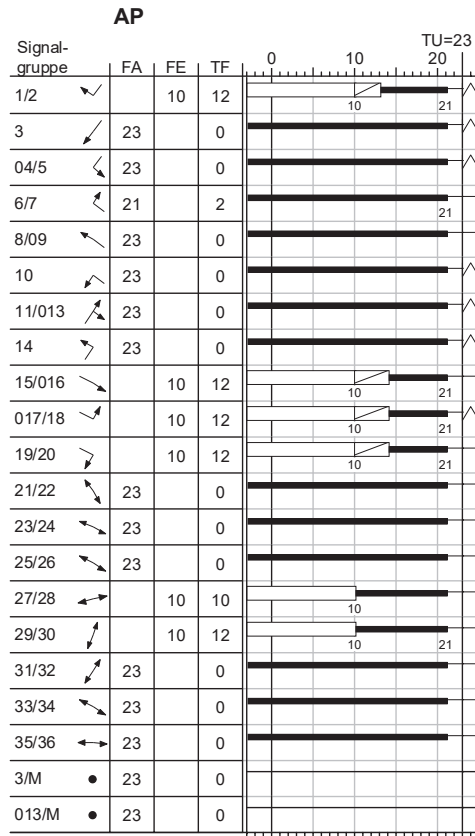 AP
TU=23
Signal-
gruppe FA FE TF 0 10 20
1/2 10 12 10 21
3 23 0
04/5 23 0
6/7 21 2 21
8/09 23 0
10 23 0
11/013 23 0
14 23 0
15/016 10 12 10 21
017/18 10 12 10 21
19/20 10 12 10 21
21/22 23 0
23/24 23 0
25/26 23 0
27/28 10 10 10
29/30 10 12 10 21
31/32 23 0
33/34 23 0
35/36 23 0
3/M 23 0
013/M 23 0